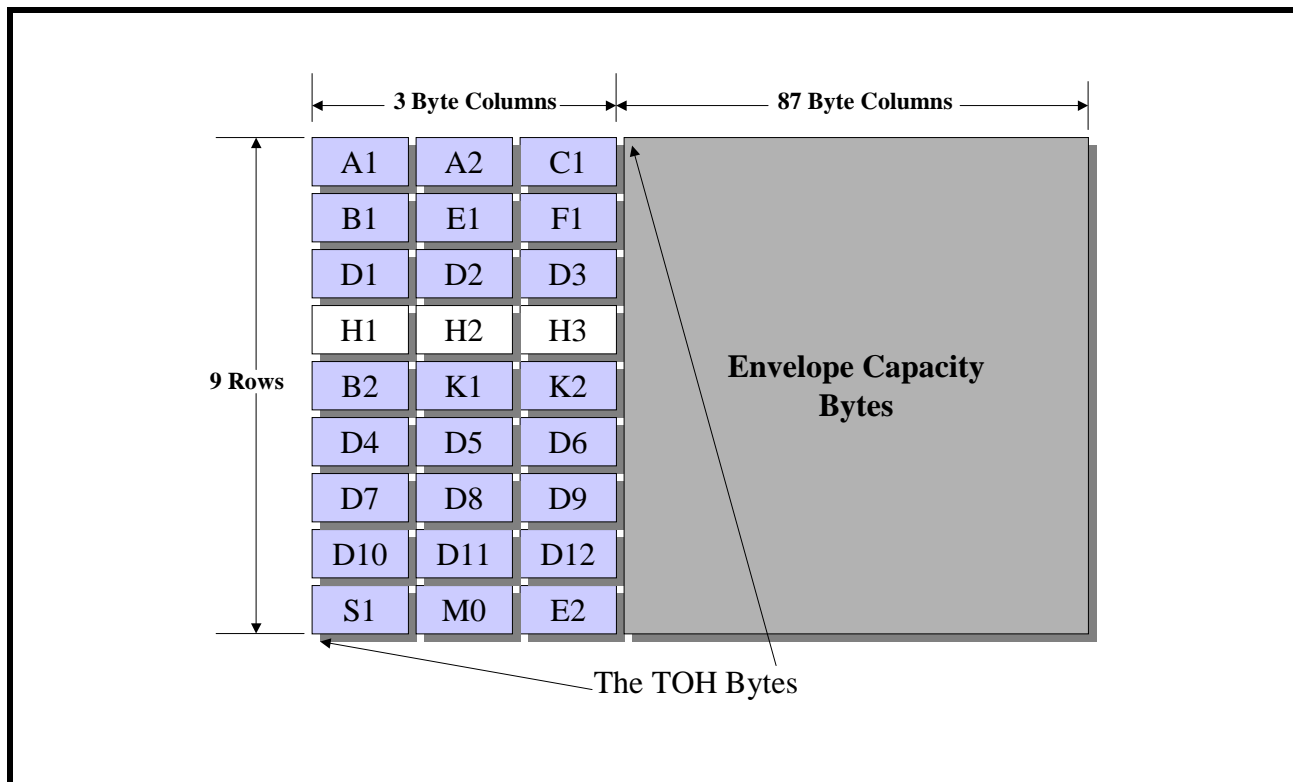 3 Byte Columns
87 Byte Columns
A1 A2 C1
B1 E1 F1
D1 D2 D3
H1 H2 H3
9 Rows
B2 K1 K2
D4 D5 D6
D7 D8 D9
D10 D11 D12
S1 M0 E2
Envelope Capacity
Bytes
The TOH Bytes